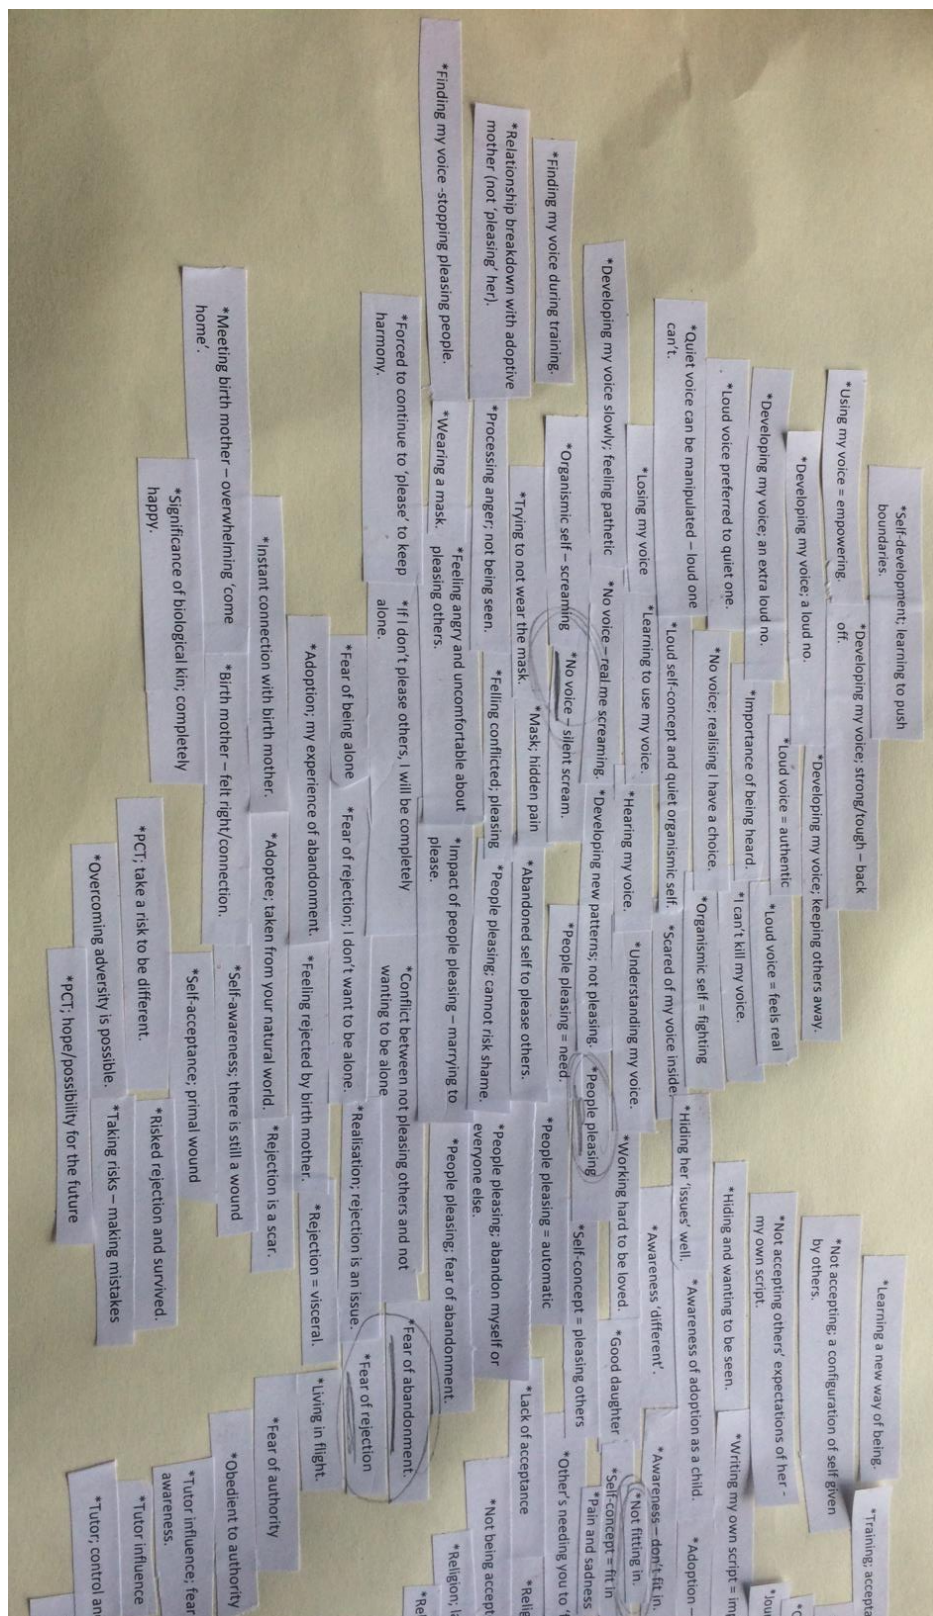 *Self-development; learning to push
boundaries.
*Using my voice = empowering.
*Developing my voice; strong/tough – back
off.
*Developing my voice; a loud no.
*Developing my voice; keeping others away.
*Developing my voice; an extra loud no.
*Loud voice = authentic
*Loud voice = feels real
*Loud voice preferred to quiet one.
*Importance of being heard.
*I can't kill my voice.
*Quiet voice can be manipulated – loud one
can't.
*No voice; realising I have a choice.
*Organismic self = fighting
*Losing my voice
*Loud self-concept and quiet organismic self.
*Scared of my voice inside.
*Learning to use my voice.
*Hearing my voice.
*Understanding my voice.
*Developing my voice slowly; feeling pathetic
*No voice – real me screaming.
*Developing new patterns; not pleasing.
*People pleasing
*Finding my voice during training.
*Organismic self – screaming
*No voice – silent scream.
*People pleasing = need.
*Relationship breakdown with adoptive
mother (not 'pleasing' her).
*Trying to not wear the mask.
*Mask; hidden pain
*Abandoned self to please others.
*People pleasing = automatic
*Processing anger; not being seen.
*Felling conflicted; pleasing
*People pleasing; cannot risk shame.
*People pleasing; abandon myself or
everyone else.
*Finding my voice -stopping pleasing people.
*Wearing a mask.
*Feeling angry and uncomfortable about
pleasing others.
*Impact of people pleasing – marrying to
please.
*People pleasing; fear of abandonment.
*Forced to continue to 'please' to keep
harmony.
*If I don't please others, I will be completely
alone.
*Conflict between not pleasing others and not
wanting to be alone
*Fear of abandonment.
*Fear of being alone
*Fear of rejection; I don't want to be alone.
*Realisation; rejection is an issue.
*Fear of rejection
*Adoption; my experience of abandonment.
*Feeling rejected by birth mother.
*Rejection = visceral.
*Living in flight.
*Instant connection with birth mother.
*Adoptee; taken from your natural world.
*Rejection is a scar.
*Fear of authority
*Meeting birth mother – overwhelming 'come
home'.
*Birth mother – felt right/connection.
*Self-awareness; there is still a wound
*Obedient to authority
*Significance of biological kin; completely
happy.
*Self-acceptance; primal wound
*Tutor influence; fear
awareness.
*PCT; take a risk to be different.
*Risked rejection and survived.
*Tutor influence
*Overcoming adversity is possible.
*Taking risks – making mistakes
*Tutor; control an
*PCT; hope/possibility for the future
*Learning a new way of being.
*Training; accepta
*Not accepting; a configuration of self given
by others.
*Not accepting others' expectations of her -
my own script.
*Hiding and wanting to be seen.
*Writing my own script = im
*Hiding her 'issues' well.
*Awareness of adoption as a child.
*Adoption –
*Awareness 'different'.
*Awareness – don't fit in.
*Working hard to be loved.
*Good daughter
*Not fitting in.
*Self-concept = pleasing others
*Self-concept = fit in
*Pain and sadness
*Other's needing you to
*Lack of acceptance
*Not being accept
*Religion;